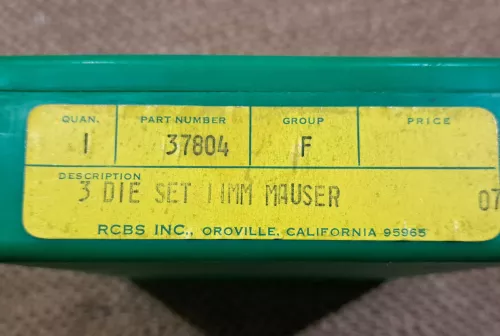 QUAN. PART NUMBER GROUP PRICE
1 37804 F
DESCRIPTION
3 DIE SET 11MM MAUSER 07
RCBS INC., OROVILLE, CALIFORNIA 95965